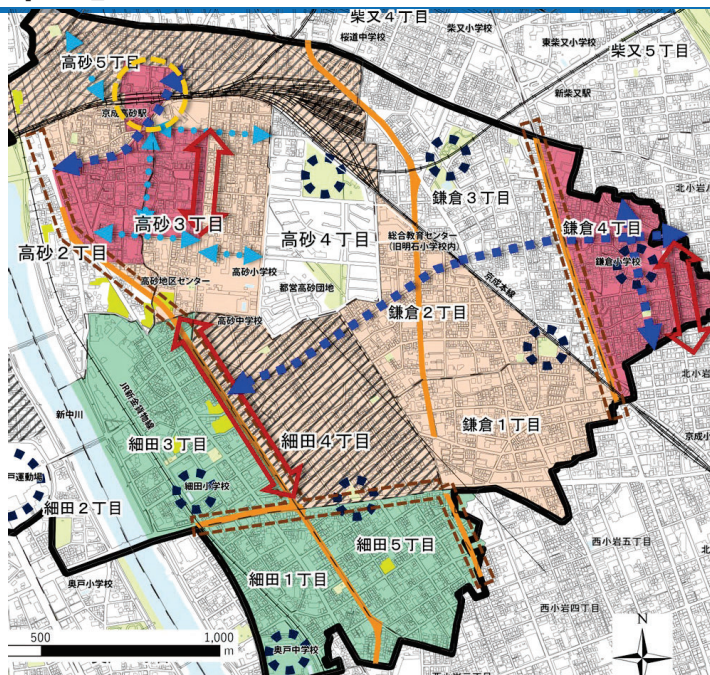 柴又4丁目
柴又小学校
桜道中学校
東柴又小学校
柴又5丁目
高砂5丁目
新柴又駅
京成高砂駅
北小岩八
鎌倉3丁目
鎌倉4丁目
高砂3丁目
高砂4丁目
総合教育センター
(旧明石小学校内)
高砂2丁目
高砂小学校
鎌倉小学校
高砂地区センター
都営高砂団地
京成本線
高砂中学校
鎌倉2丁目
北小岩
JR新金貨物線
新中川
鎌倉1丁目
京成小
細田3丁目
細田4丁目
戸運動場
細田小学校
細田2丁目
細田5丁目
西小岩五丁目
奥戸小学校
細田1丁目
西小岩四丁目
N
500
1,000
m
奥戸中学校